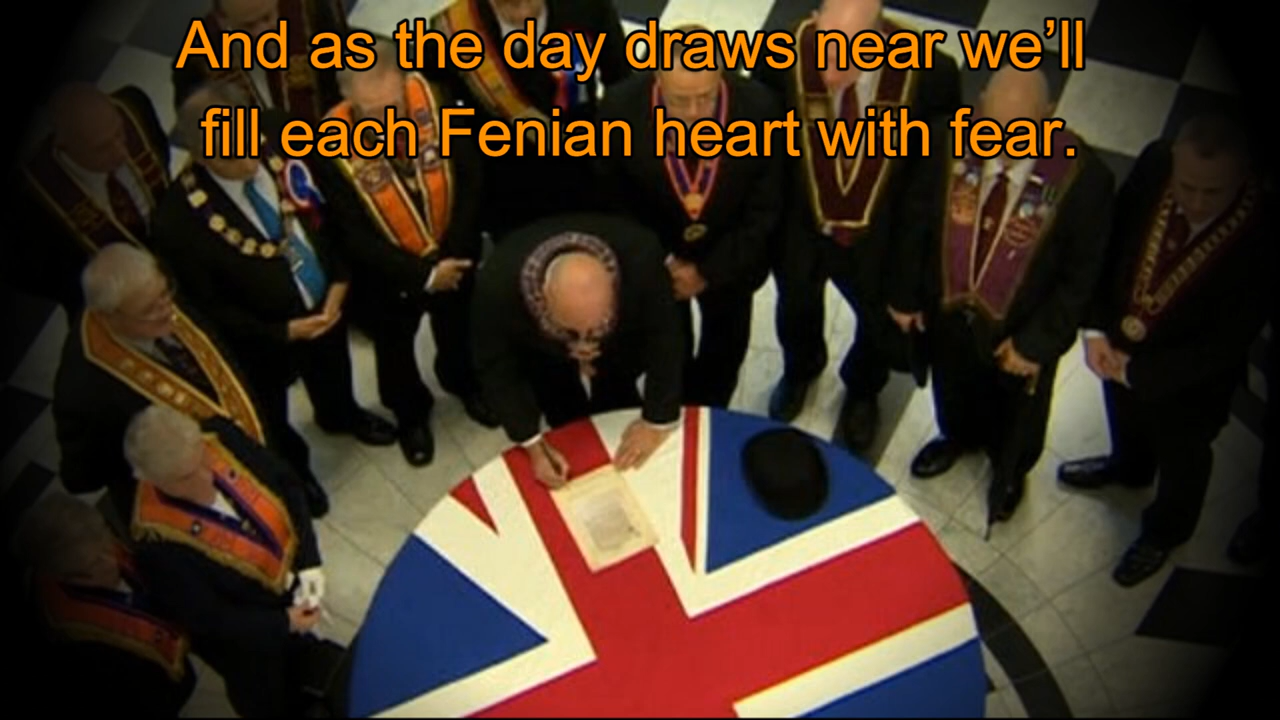 And as the day draws near we’ll
fill each Fenian heart with fear.